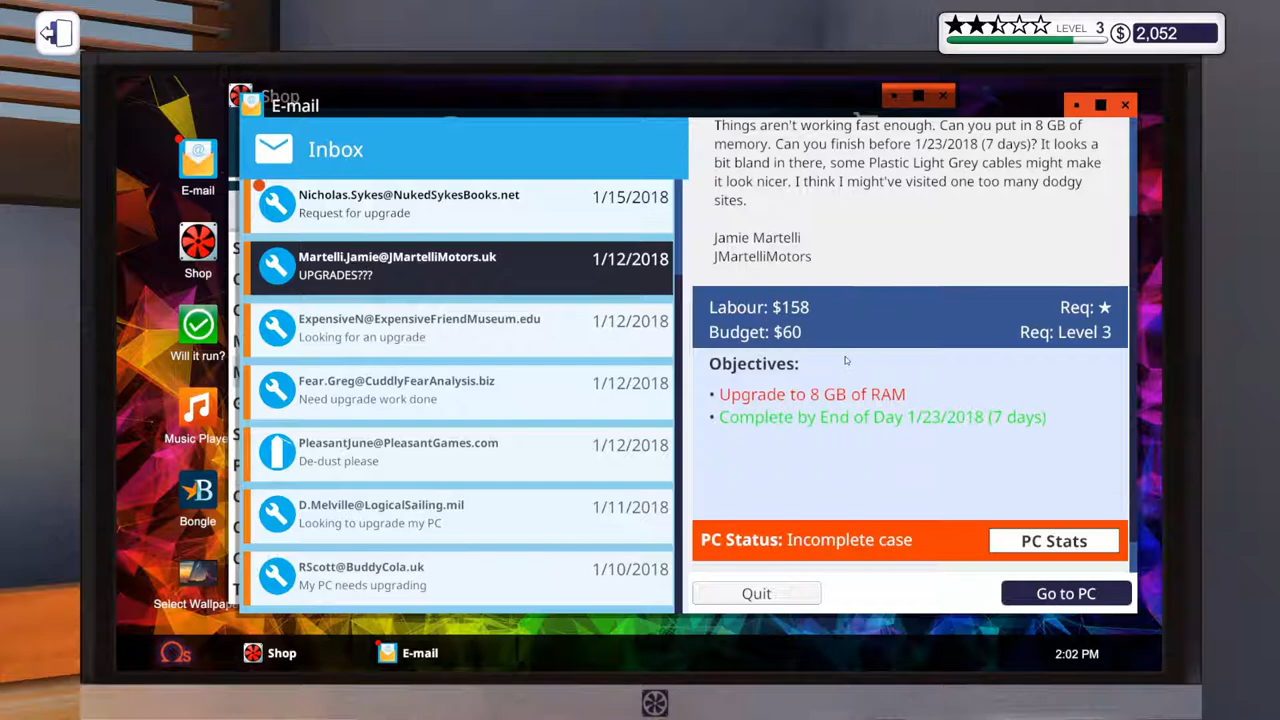 LEVEL 3
$ 2,052
Shop
E-mail
Inbox
E-mail
Shop
Will it run?
Music Playe
Bongle
Select Wallpap
Nicholas.Sykes@NukedSykesBooks.net 1/15/2018
Request for upgrade
Martelli.Jamie@JMartelliMotors.uk 1/12/2018
UPGRADES???
ExpensiveN@ExpensiveFriendMuseum.edu 1/12/2018
Looking for an upgrade
Fear.Greg@CuddlyFearAnalysis.biz 1/12/2018
Need upgrade work done
PleasantJune@PleasantGames.com 1/12/2018
De-dust please
D.Melville@LogicalSailing.mil 1/11/2018
Looking to upgrade my PC
RScott@BuddyCola.uk 1/10/2018
My PC needs upgrading
Things aren't working fast enough. Can you put in 8 GB of
memory. Can you finish before 1/23/2018 (7 days)? It looks a
bit bland in there, some Plastic Light Grey cables might make
it look nicer. I think I might've visited one too many dodgy
sites.
Jamie Martelli
JMartelliMotors
Labour: $158 Req: ★
Budget: $60 Req: Level 3
Objectives:
• Upgrade to 8 GB of RAM
• Complete by End of Day 1/23/2018 (7 days)
PC Status: Incomplete case PC Stats
Quit Go to PC
Ωs Shop E-mail 2:02 PM